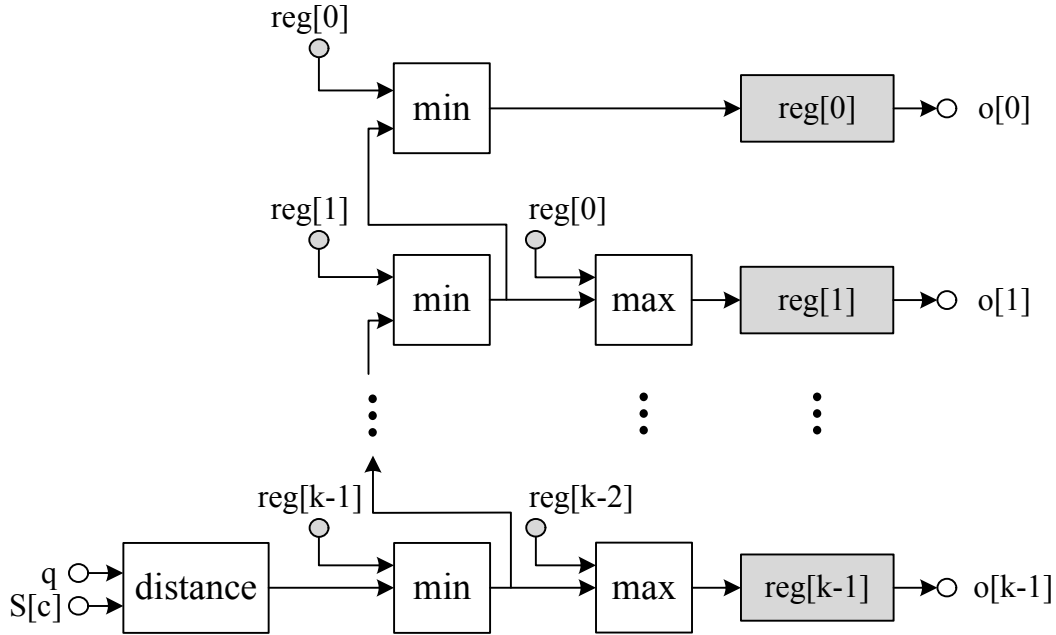 reg[0]
min
reg[0]
o[0]
reg[1]
reg[0]
min
max
reg[1]
o[1]
reg[k-1]
reg[k-2]
q
S[c]
distance
min
max
reg[k-1]
o[k-1]